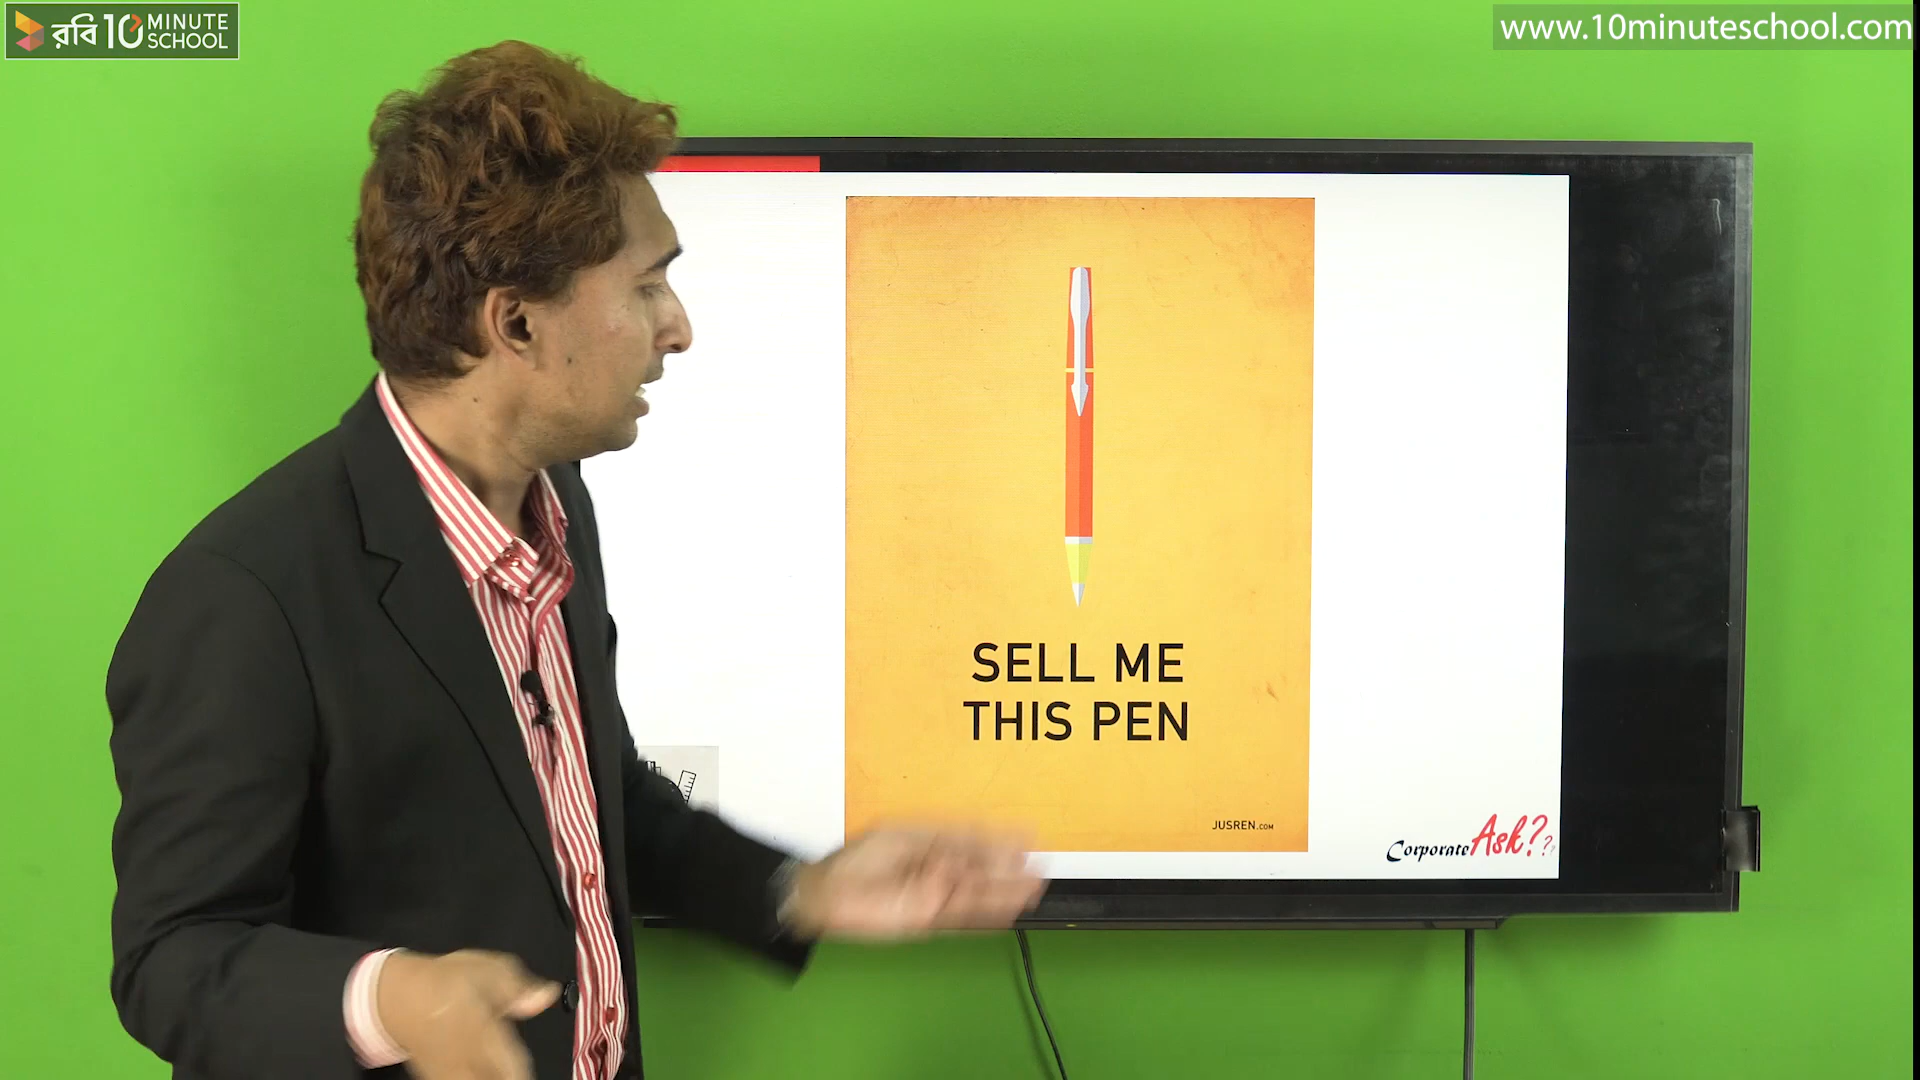 রবি 10 MINUTE SCHOOL
www.10minuteschool.com
SELL ME
THIS PEN
JUSREN.COM
Corporate Ask???